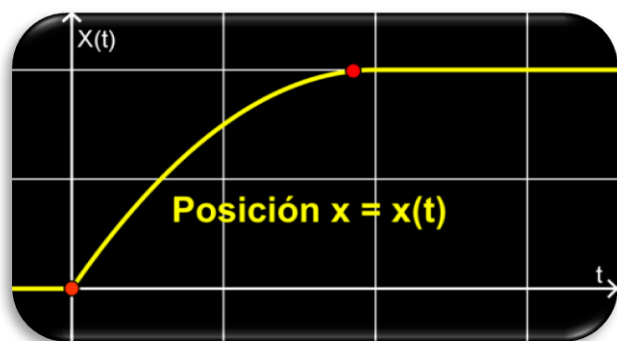 X(t)
Posición x = x(t)
t